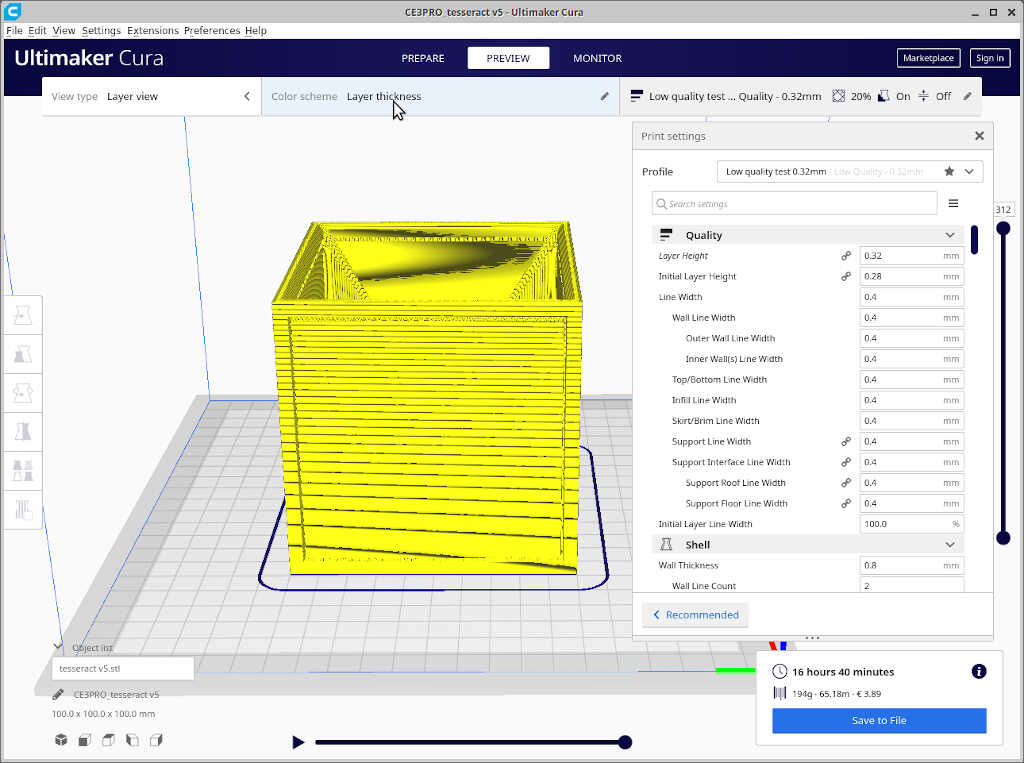 CE3PRO_tesseract v5 - Ultimaker Cura
File Edit View Settings Extensions Preferences Help
Ultimaker Cura
PREPARE PREVIEW MONITOR
Marketplace Sign in
View type Layer view
Color scheme Layer thickness
Low quality test ... Quality - 0.32mm 20% On Off
Print settings
Profile Low quality test 0.32mm - Low Quality - 0.32mm
Search settings
312
Quality
Layer Height 0.32 mm
Initial Layer Height 0.28 mm
Line Width 0.4 mm
Wall Line Width 0.4 mm
Outer Wall Line Width 0.4 mm
Inner Wall(s) Line Width 0.4 mm
Top/Bottom Line Width 0.4 mm
Infill Line Width 0.4 mm
Skirt/Brim Line Width 0.4 mm
Support Line Width 0.4 mm
Support Interface Line Width 0.4 mm
Support Roof Line Width 0.4 mm
Support Floor Line Width 0.4 mm
Initial Layer Line Width 100.0 %
Shell
Wall Thickness 0.8 mm
Wall Line Count 2
Recommended
Object list
tesseract v5.stl
CE3PRO_tesseract v5
100.0 x 100.0 x 100.0 mm
16 hours 40 minutes
194g · 65.18m · € 3.89
Save to File